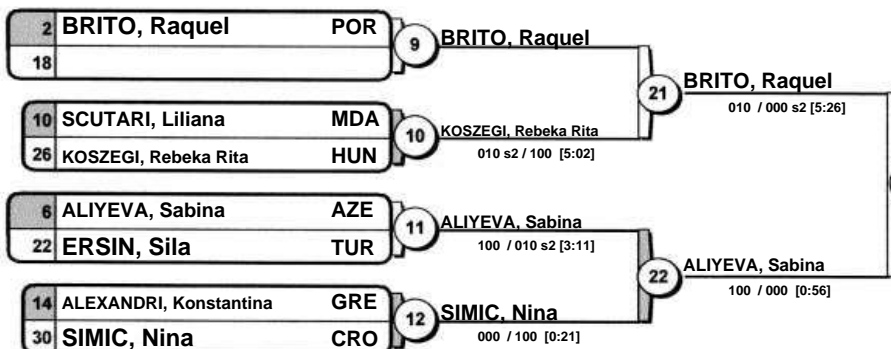 2 BRITO, Raquel POR
18
9 BRITO, Raquel
10 SCUTARI, Liliana MDA
26 KOSZEGI, Rebeka Rita HUN
10 KOSZEGI, Rebeka Rita
010 s2 / 100 [5:02]
21 BRITO, Raquel
010 / 000 s2 [5:26]
6 ALIYEVA, Sabina AZE
22 ERSIN, Sila TUR
11 ALIYEVA, Sabina
100 / 010 s2 [3:11]
14 ALEXANDRI, Konstantina GRE
30 SIMIC, Nina CRO
12 SIMIC, Nina
000 / 100 [0:21]
22 ALIYEVA, Sabina
100 / 000 [0:56]